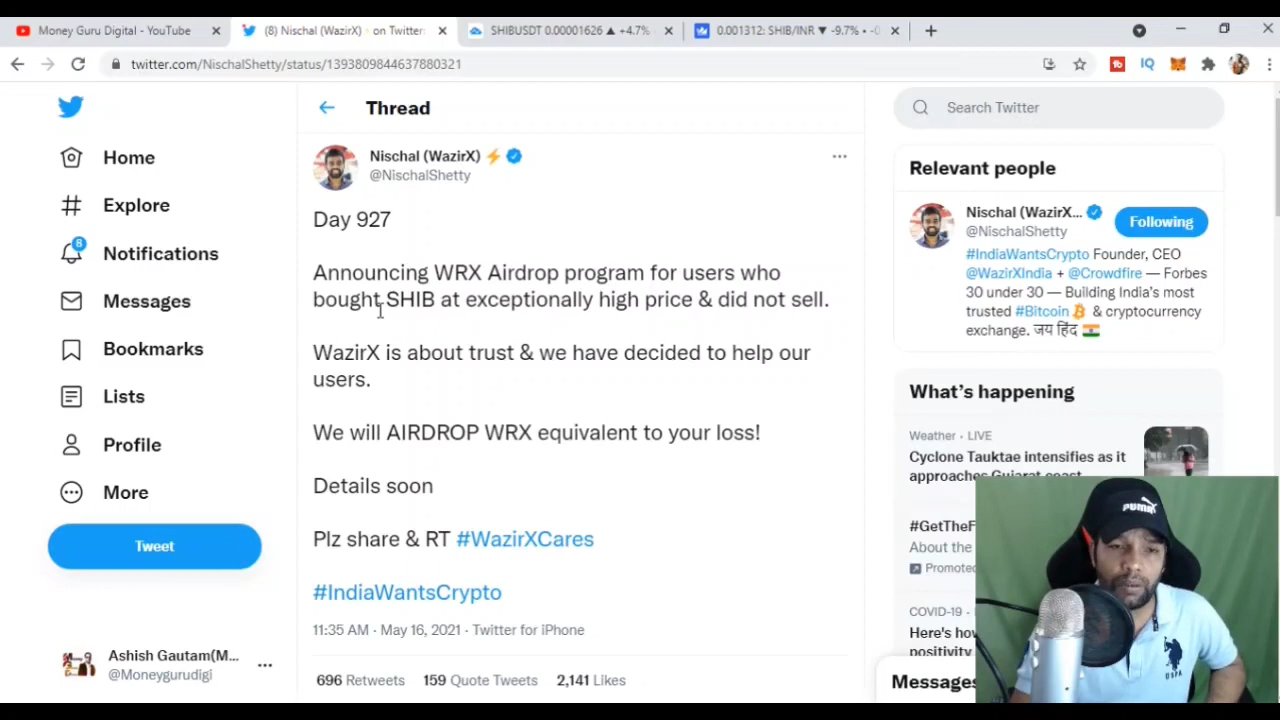 Money Guru Digital - YouTube
(8) Nischal (WazirX) on Twitter:
SHIBUSDT 0.00001626 ▲ +4.7%
0.001312: SHIB/INR ▼ -9.7% •
twitter.com/NischalShetty/status/1393809844637880321
Thread
Search Twitter
Home
Explore
8
Notifications
Messages
Bookmarks
Lists
Profile
More
Tweet
Ashish Gautam(M...
@Moneygurudigi
Nischal (WazirX) ⚡
@NischalShetty
Day 927
Announcing WRX Airdrop program for users who
bought SHIB at exceptionally high price & did not sell.
WazirX is about trust & we have decided to help our
users.
We will AIRDROP WRX equivalent to your loss!
Details soon
Plz share & RT #WazirXCares
#IndiaWantsCrypto
11:35 AM · May 16, 2021 · Twitter for iPhone
696 Retweets 159 Quote Tweets 2,141 Likes
Relevant people
Nischal (WazirX...
@NischalShetty
Following
#IndiaWantsCrypto Founder, CEO
@WazirXIndia + @Crowdfire — Forbes
30 under 30 — Building India's most
trusted #Bitcoin & cryptocurrency
exchange. जय हिंद 🇮🇳
What's happening
Weather · LIVE
Cyclone Tauktae intensifies as it
approaches Gujarat coast
#GetTheF
About the
Promoted
COVID-19 ·
Here's how
positivity
Messages
PUMA
USPA